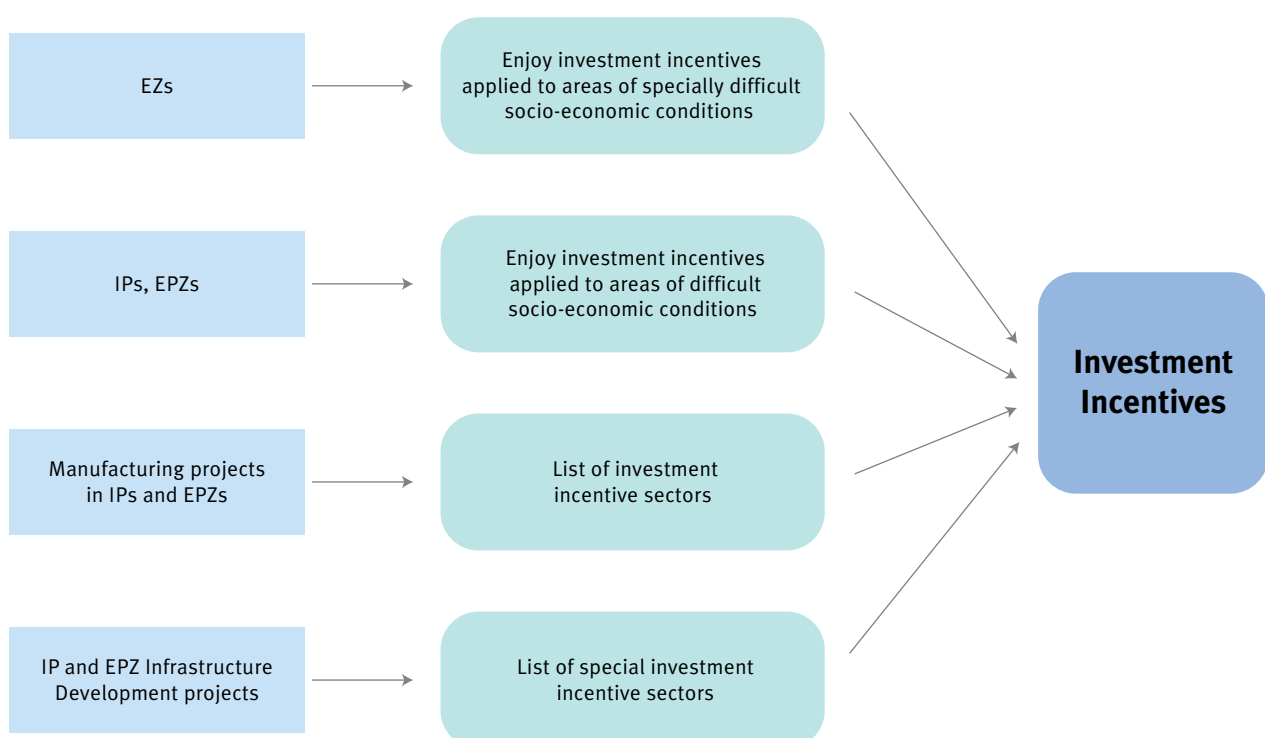 EZs
Enjoy investment incentives
applied to areas of specially difficult
socio-economic conditions
IPs, EPZs
Enjoy investment incentives
applied to areas of difficult
socio-economic conditions
Manufacturing projects
in IPs and EPZs
List of investment
incentive sectors
IP and EPZ Infrastructure
Development projects
List of special investment
incentive sectors
Investment
Incentives